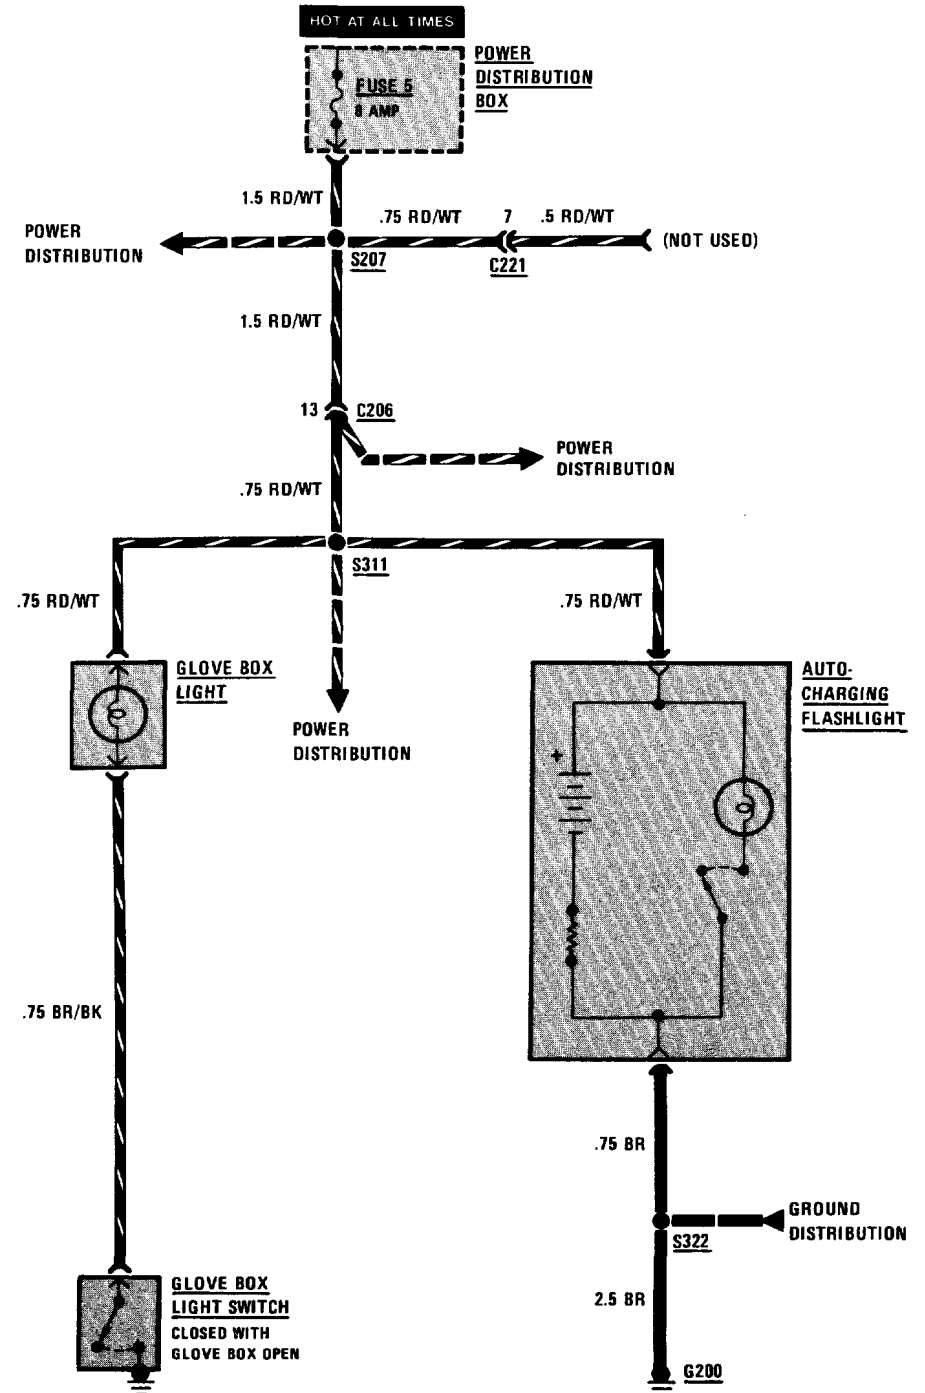 HOT AT ALL TIMES
POWER
DISTRIBUTION
BOX
FUSE 5
8 AMP
1.5 RD/WT
.75 RD/WT
7
.5 RD/WT
POWER
DISTRIBUTION
(NOT USED)
S207
C221
1.5 RD/WT
13
C206
POWER
DISTRIBUTION
.75 RD/WT
S311
.75 RD/WT
.75 RD/WT
GLOVE BOX
LIGHT
AUTO-
CHARGING
FLASHLIGHT
POWER
DISTRIBUTION
+
.75 BR/BK
.75 BR
GROUND
DISTRIBUTION
S322
GLOVE BOX
LIGHT SWITCH
CLOSED WITH
GLOVE BOX OPEN
2.5 BR
G200